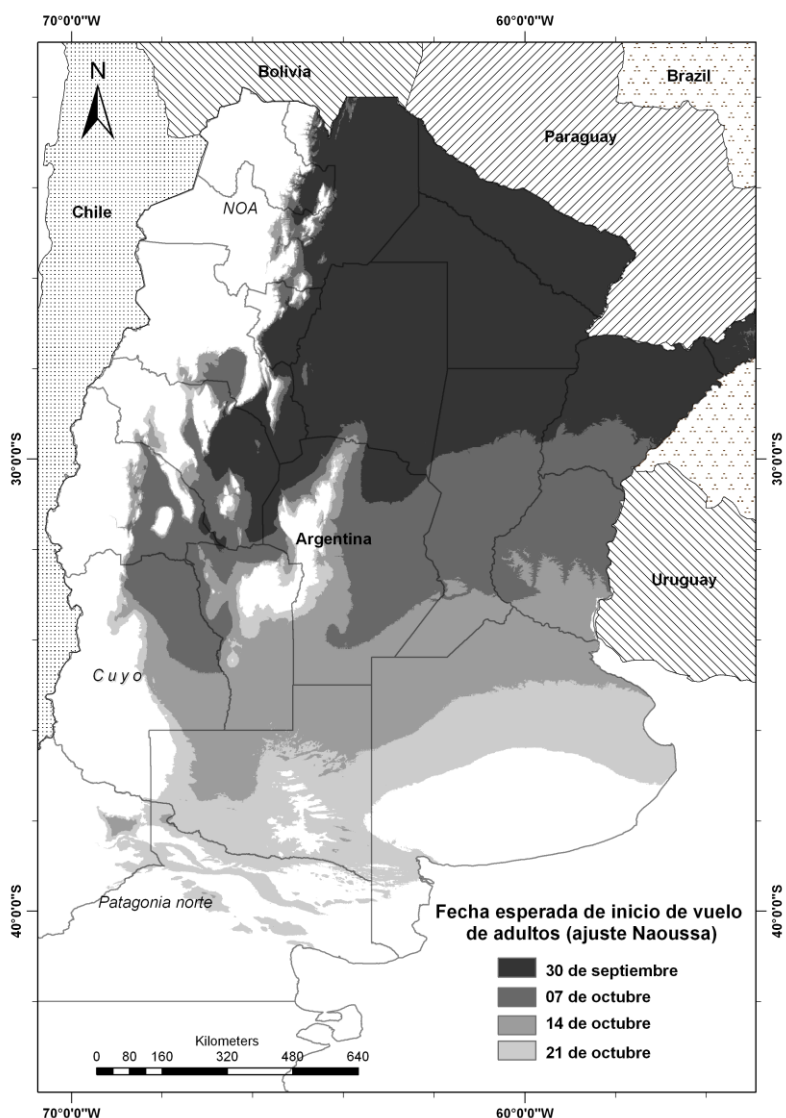 70°0'0"W 60°0'0"W
N
Bolivia
Brazil
Paraguay
Chile
NOA
30°0'0"S 30°0'0"S
Argentina
Uruguay
Cuyo
Patagonia norte
40°0'0"S 40°0'0"S
Fecha esperada de inicio de vuelo
de adultos (ajuste Naoussa)
30 de septiembre
07 de octubre
14 de octubre
21 de octubre
Kilometers
0 80 160 320 480 640
70°0'0"W 60°0'0"W